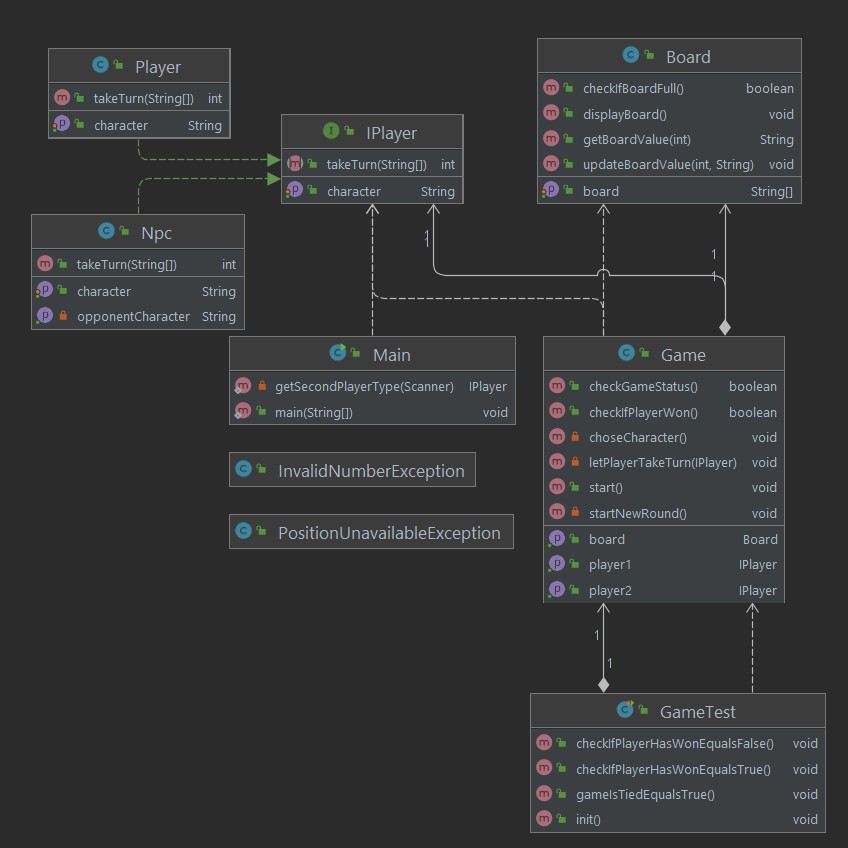 Player
takeTurn(String[]) int
character String
IPlayer
takeTurn(String[]) int
character String
Board
checkIfBoardFull() boolean
displayBoard() void
getBoardValue(int) String
updateBoardValue(int, String) void
board String[]
Npc
takeTurn(String[]) int
character String
opponentCharacter String
1
1
1
Main
getSecondPlayerType(Scanner) IPlayer
main(String[]) void
InvalidNumberException
PositionUnavailableException
Game
checkGameStatus() boolean
checkIfPlayerWon() boolean
choseCharacter() void
letPlayerTakeTurn(IPlayer) void
start() void
startNewRound() void
board Board
player1 IPlayer
player2 IPlayer
1
1
GameTest
checkIfPlayerHasWonEqualsFalse() void
checkIfPlayerHasWonEqualsTrue() void
gameIsTiedEqualsTrue() void
init() void